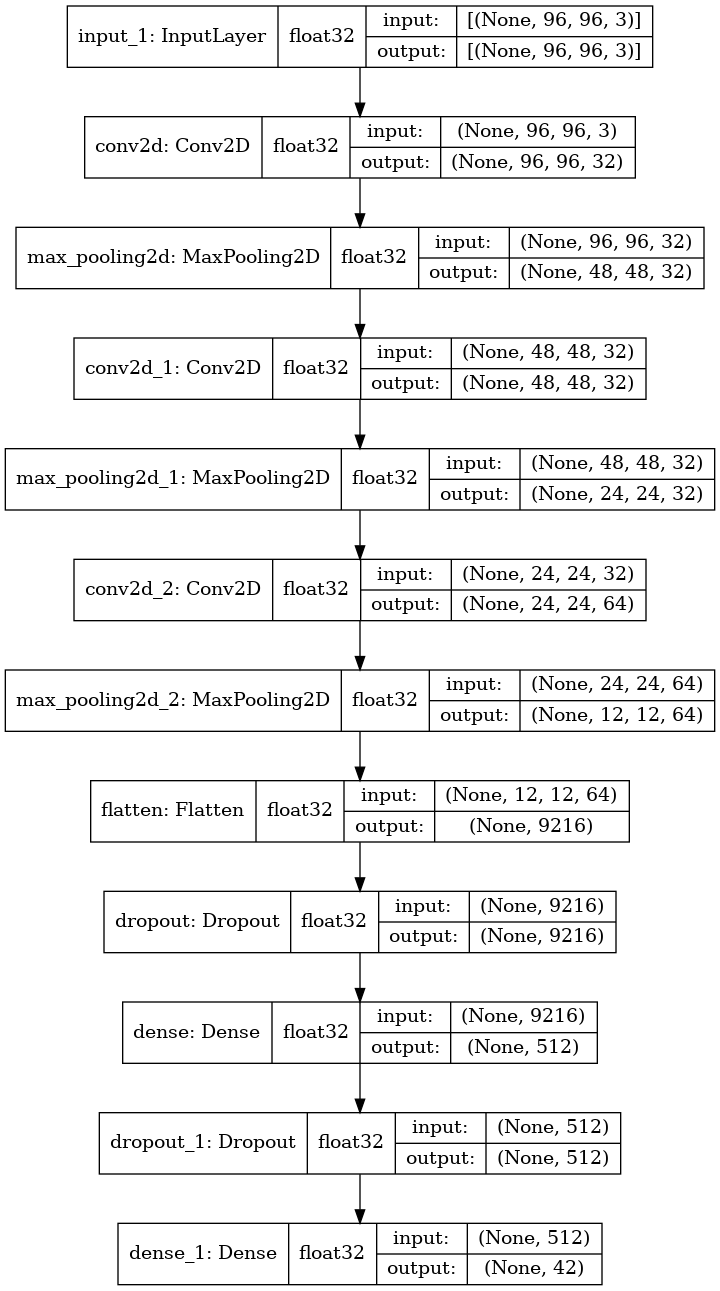 input_1: InputLayer float32 input: [(None, 96, 96, 3)]
output: [(None, 96, 96, 3)]
conv2d: Conv2D float32 input: (None, 96, 96, 3)
output: (None, 96, 96, 32)
max_pooling2d: MaxPooling2D float32 input: (None, 96, 96, 32)
output: (None, 48, 48, 32)
conv2d_1: Conv2D float32 input: (None, 48, 48, 32)
output: (None, 48, 48, 32)
max_pooling2d_1: MaxPooling2D float32 input: (None, 48, 48, 32)
output: (None, 24, 24, 32)
conv2d_2: Conv2D float32 input: (None, 24, 24, 32)
output: (None, 24, 24, 64)
max_pooling2d_2: MaxPooling2D float32 input: (None, 24, 24, 64)
output: (None, 12, 12, 64)
flatten: Flatten float32 input: (None, 12, 12, 64)
output: (None, 9216)
dropout: Dropout float32 input: (None, 9216)
output: (None, 9216)
dense: Dense float32 input: (None, 9216)
output: (None, 512)
dropout_1: Dropout float32 input: (None, 512)
output: (None, 512)
dense_1: Dense float32 input: (None, 512)
output: (None, 42)